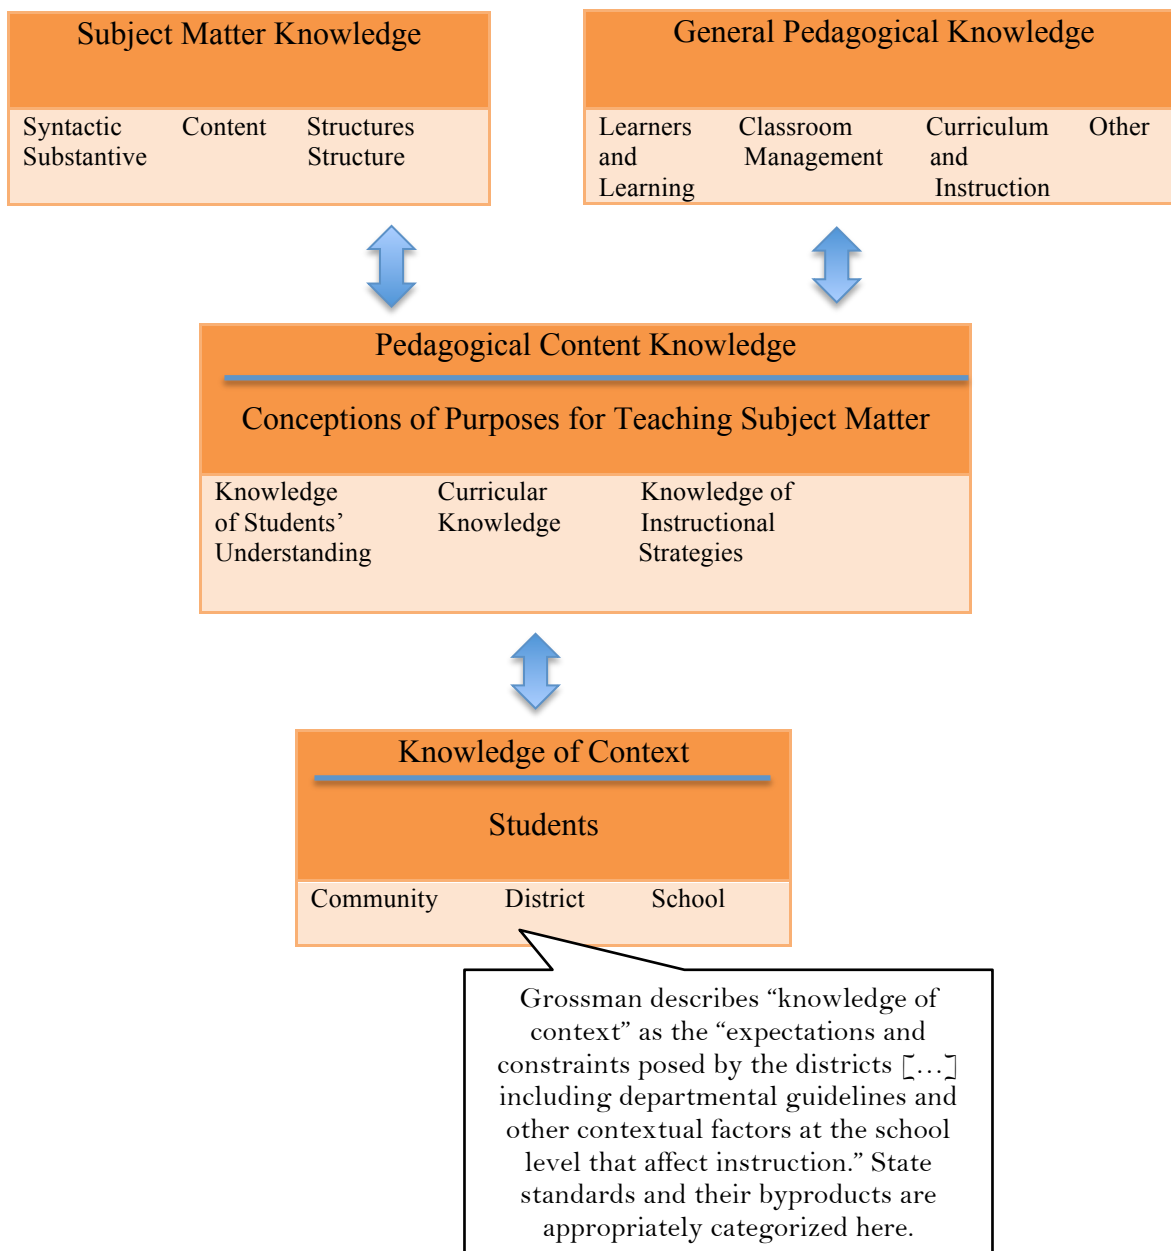 Subject Matter Knowledge
Syntactic Content Structures
Substantive Structure
General Pedagogical Knowledge
Learners Classroom Curriculum Other
and Management and
Learning Instruction
Pedagogical Content Knowledge
Conceptions of Purposes for Teaching Subject Matter
Knowledge Curricular Knowledge of
of Students’ Knowledge Instructional
Understanding Strategies
Knowledge of Context
Students
Community District School
Grossman describes “knowledge of
context” as the “expectations and
constraints posed by the districts […]
including departmental guidelines and
other contextual factors at the school
level that affect instruction.” State
standards and their byproducts are
appropriately categorized here.